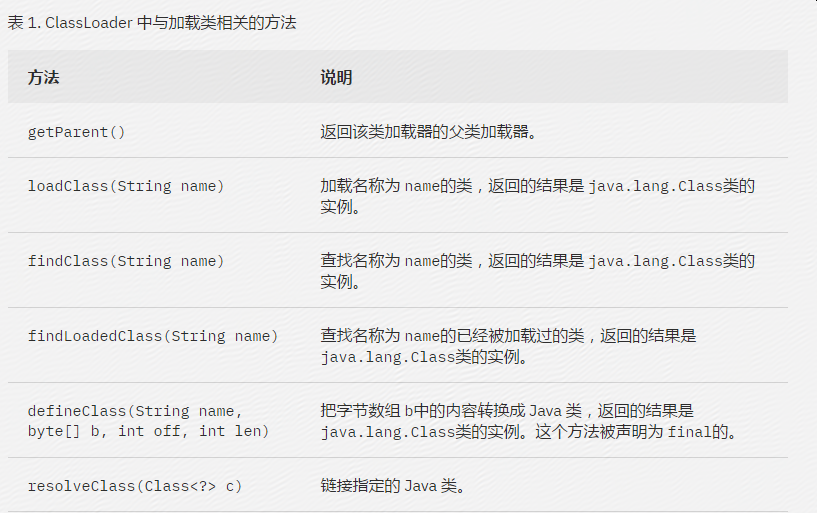 表 1. ClassLoader 中与加载类相关的方法
方法 说明
getParent() 返回该类加载器的父类加载器。
loadClass(String name) 加载名称为 name的类，返回的结果是 java.lang.Class类的
实例。
findClass(String name) 查找名称为 name的类，返回的结果是 java.lang.Class类的
实例。
findLoadedClass(String name) 查找名称为 name的已经被加载过的类，返回的结果是
java.lang.Class类的实例。
defineClass(String name, 把字节数组 b中的内容转换成 Java 类，返回的结果是
byte[] b, int off, int len) java.lang.Class类的实例。这个方法被声明为 final的。
resolveClass(Class<?> c) 链接指定的 Java 类。